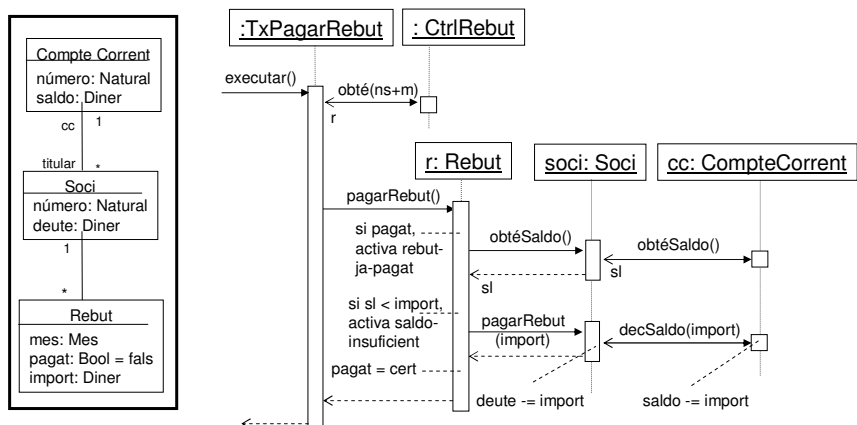 Compte Corrent
número: Natural
saldo: Diner
cc
1
titular
*
Soci
número: Natural
deute: Diner
1
*
Rebut
mes: Mes
pagat: Bool = fals
import: Diner
:TxPagarRebut
: CtrlRebut
executar()
obté(ns+m)
r
r: Rebut
soci: Soci
cc: CompteCorrent
pagarRebut()
si pagat,
activa rebut-
ja-pagat
obtéSaldo()
obtéSaldo()
sl
sl
si sl < import,
activa saldo-
insuficient
pagarRebut
(import)
decSaldo(import)
pagat = cert
deute -= import
saldo -= import